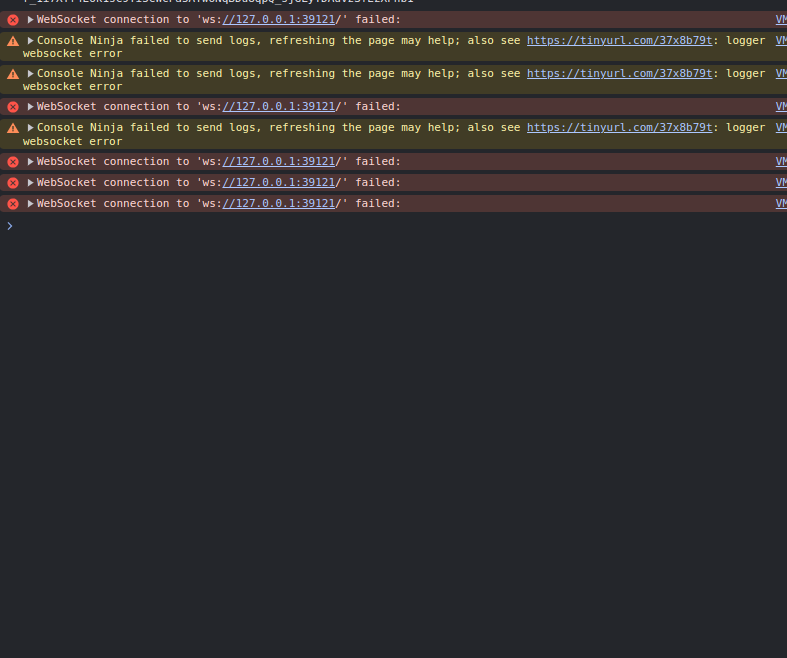 WebSocket connection to 'ws://127.0.0.1:39121/' failed: VM
Console Ninja failed to send logs, refreshing the page may help; also see https://tinyurl.com/37x8b79t: logger VM
websocket error
Console Ninja failed to send logs, refreshing the page may help; also see https://tinyurl.com/37x8b79t: logger VM
websocket error
WebSocket connection to 'ws://127.0.0.1:39121/' failed: VM
Console Ninja failed to send logs, refreshing the page may help; also see https://tinyurl.com/37x8b79t: logger VM
websocket error
WebSocket connection to 'ws://127.0.0.1:39121/' failed: VM
WebSocket connection to 'ws://127.0.0.1:39121/' failed: VM
WebSocket connection to 'ws://127.0.0.1:39121/' failed: VM